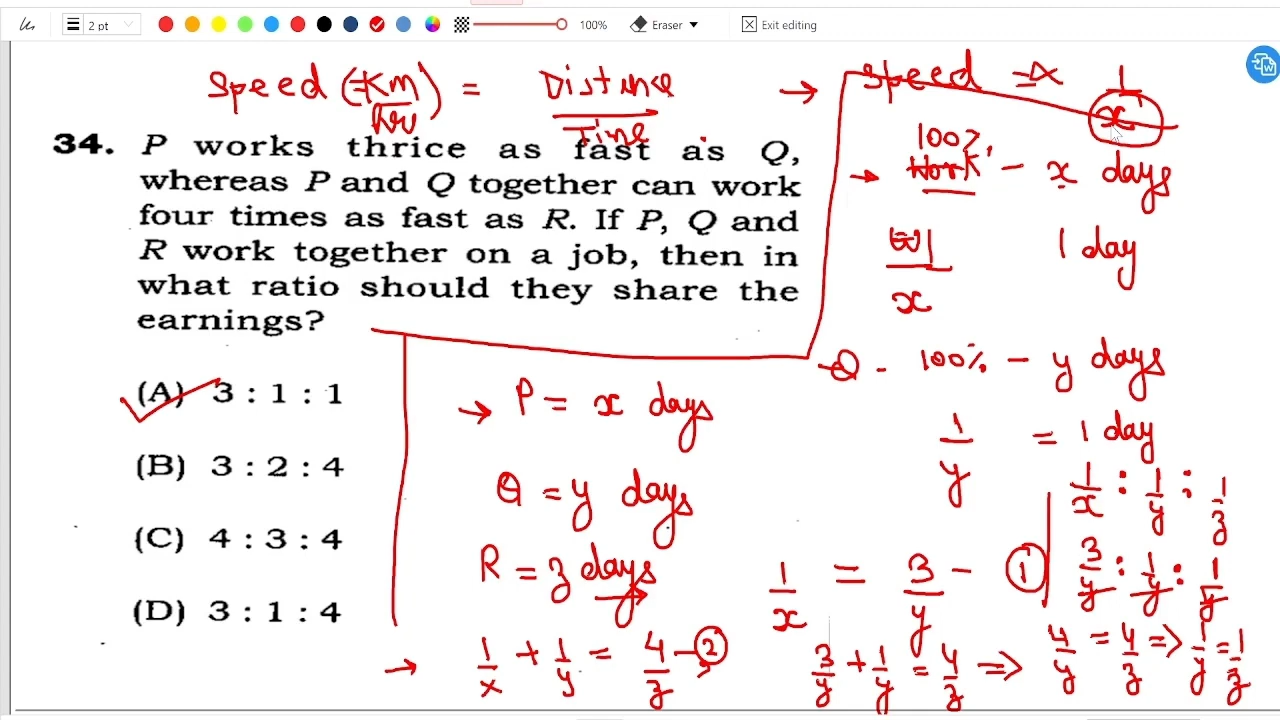 2 pt
100%
Eraser
Exit editing
Speed (=Km/hr) = Distance/Time
→ Speed =∝ 1/x
34. P works thrice as fast as Q,
whereas P and Q together can work
four times as fast as R. If P, Q and
R work together on a job, then in
what ratio should they share the
earnings?
(A) 3 : 1 : 1
(B) 3 : 2 : 4
(C) 4 : 3 : 4
(D) 3 : 1 : 4
100%
→ Work - x days
1/x 1 day
Q - 100% - y days
1/y = 1 day
→ P = x days
Q = y days
R = z days
1/x = 3/y - ①
→ 1/x + 1/y = 4/z - ②
3/y + 1/y = 4/z ⇒ 4/y = 4/z ⇒ 1/y = 1/z
1/x : 1/y : 1/z
3/y : 1/y : 1/y